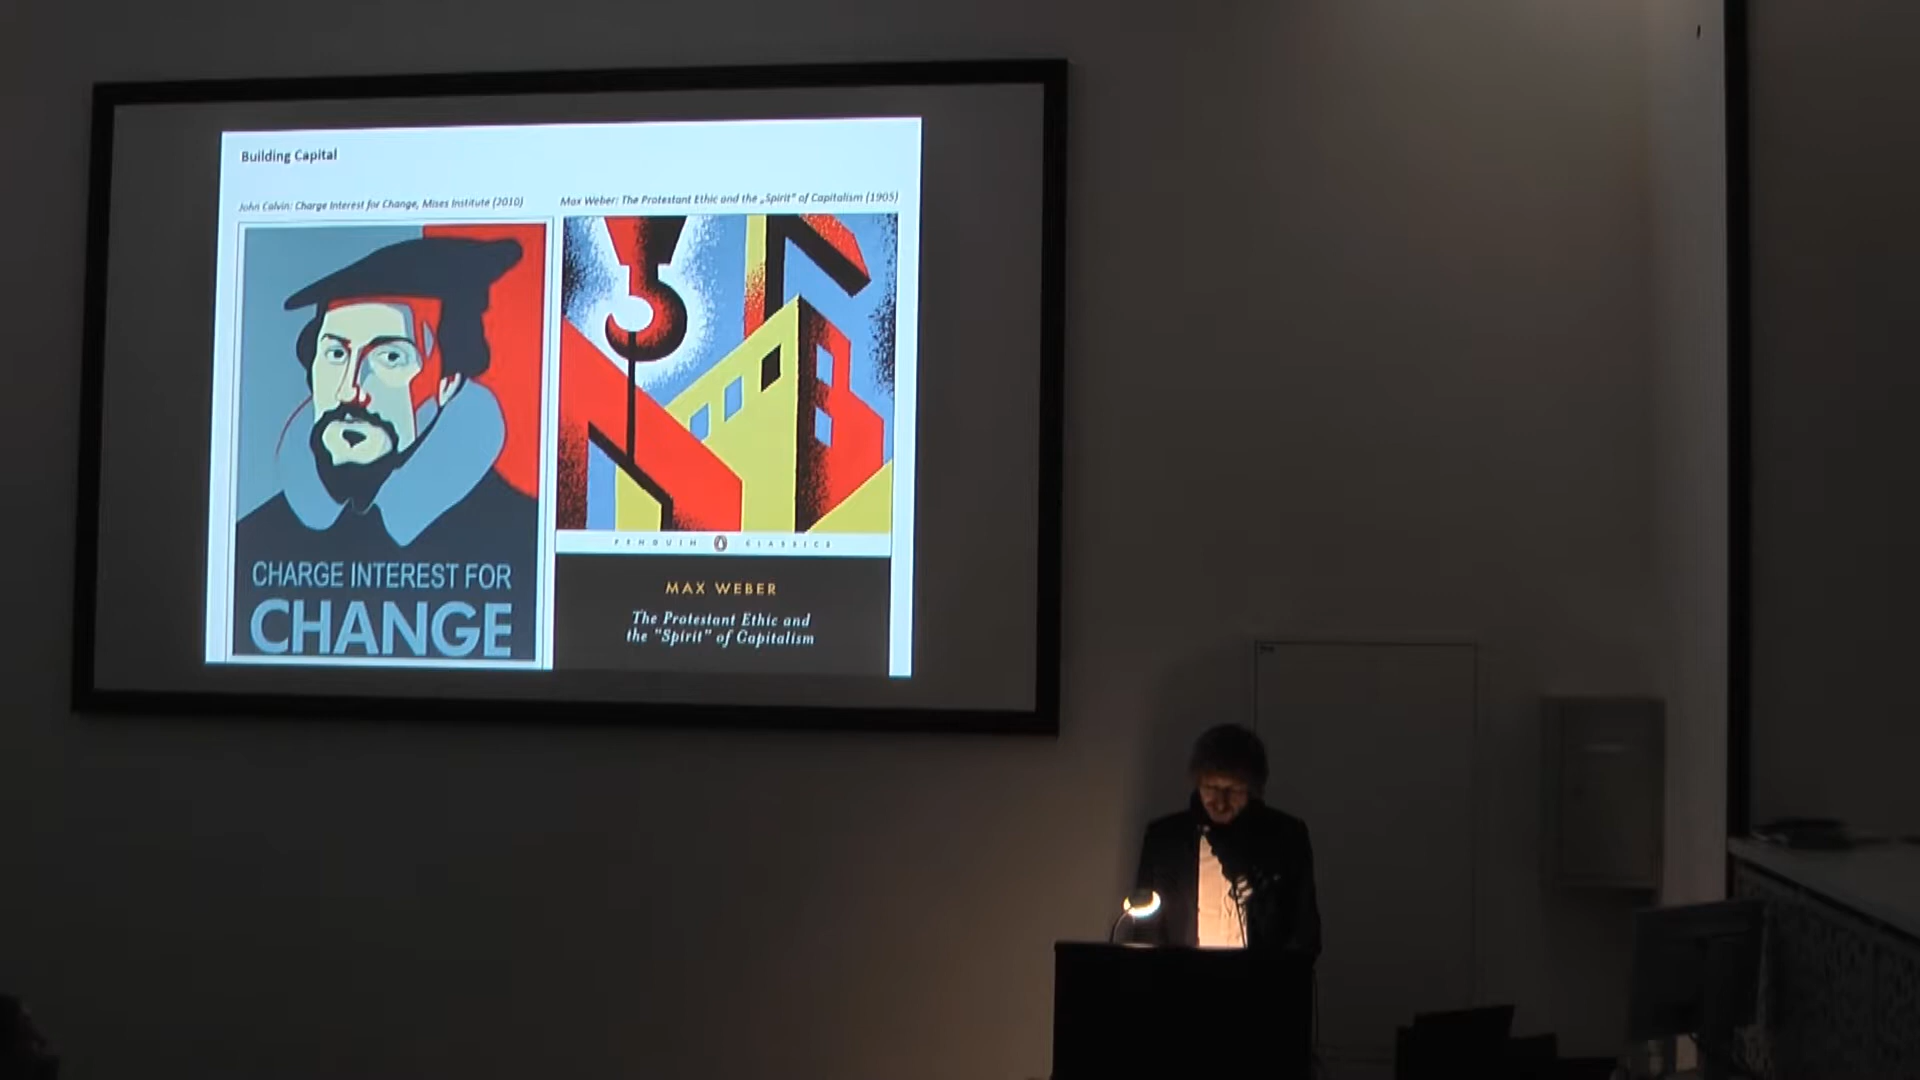 Building Capital
John Calvin: Charge Interest for Change, Mises Institute (2010)
Max Weber: The Protestant Ethic and the „Spirit" of Capitalism (1905)
CHARGE INTEREST FOR
CHANGE
PENGUIN CLASSICS
MAX WEBER
The Protestant Ethic and
the "Spirit" of Capitalism